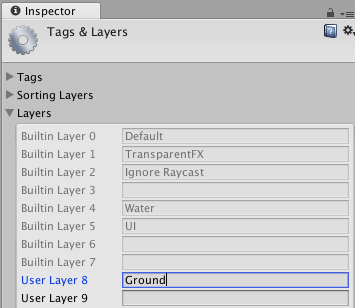 Inspector
Tags & Layers
Tags
Sorting Layers
Layers
Builtin Layer 0 Default
Builtin Layer 1 TransparentFX
Builtin Layer 2 Ignore Raycast
Builtin Layer 3
Builtin Layer 4 Water
Builtin Layer 5 UI
Builtin Layer 6
Builtin Layer 7
User Layer 8 Ground
User Layer 9